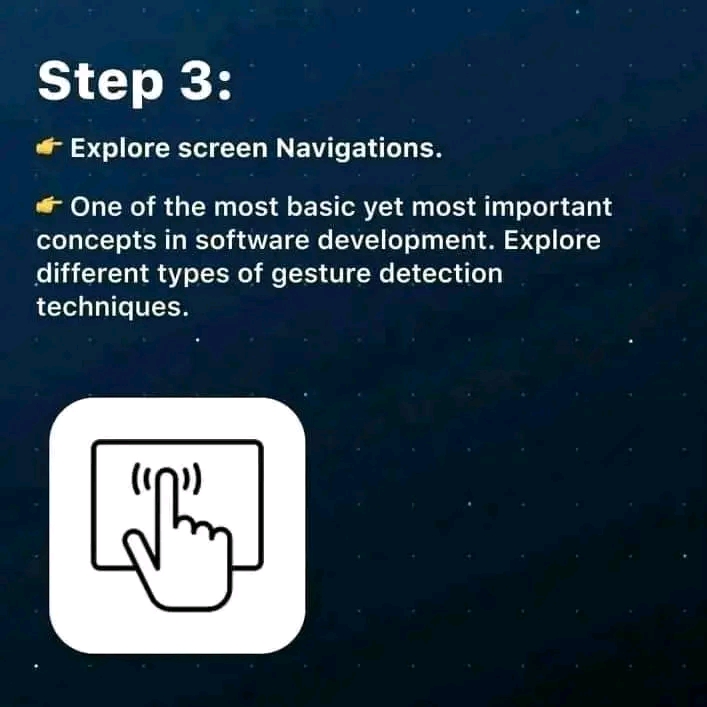 Step 3:
👉 Explore screen Navigations.
👉 One of the most basic yet most important
concepts in software development. Explore
different types of gesture detection
techniques.